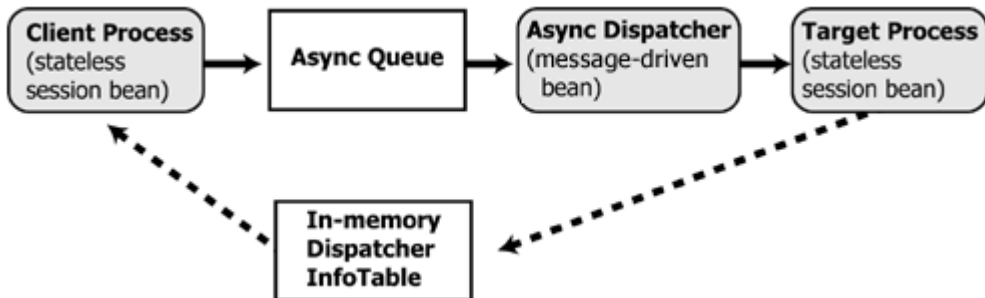 Client Process
(stateless
session bean)
Async Queue
Async Dispatcher
(message-driven
bean)
Target Process
(stateless
session bean)
In-memory
Dispatcher
InfoTable